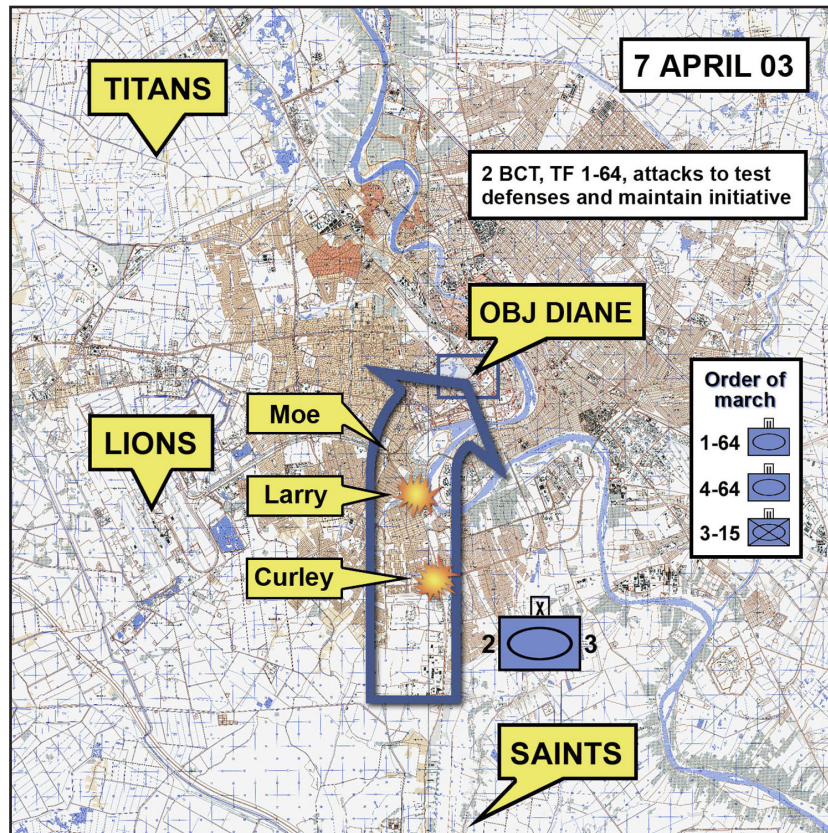 7 APRIL 03
TITANS
2 BCT, TF 1-64, attacks to test
defenses and maintain initiative
OBJ DIANE
Order of
march
1-64
4-64
3-15
Moe
LIONS
Larry
Curley
X
2 3
SAINTS